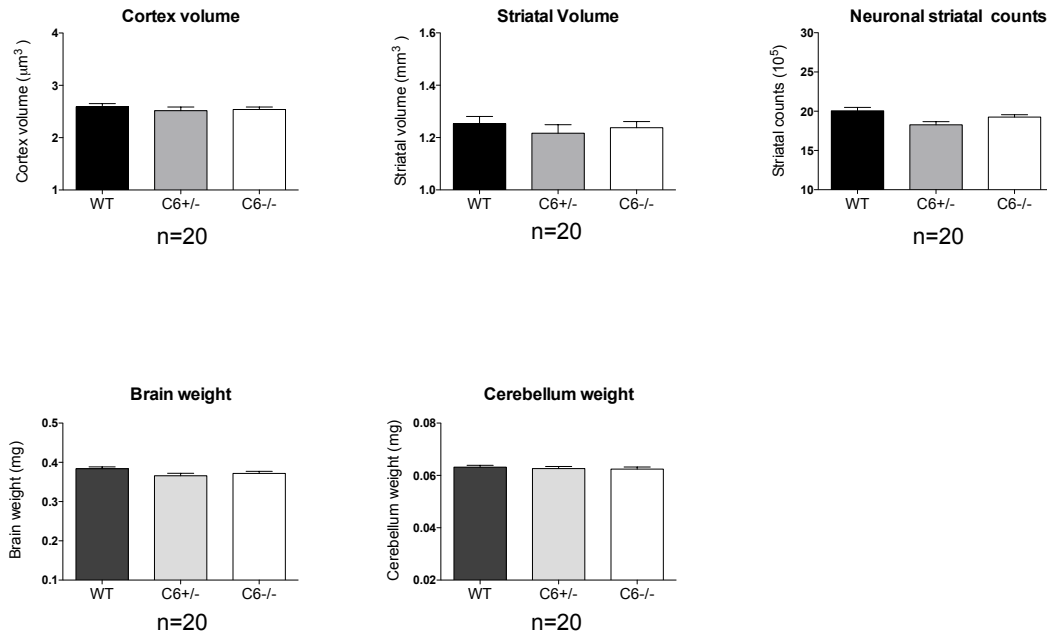 Cortex volume
Cortex volume (μm³)
4
3
2
1
WT C6+/- C6-/-
n=20
Striatal Volume
Striatal volume (mm³)
1.6
1.4
1.2
1.0
WT C6+/- C6-/-
n=20
Neuronal striatal counts
Striatal counts (10⁵)
30
25
20
15
10
WT C6+/- C6-/-
n=20
Brain weight
Brain weight (mg)
0.5
0.4
0.3
0.2
0.1
WT C6+/- C6-/-
n=20
Cerebellum weight
Cerebellum weight (mg)
0.08
0.06
0.04
0.02
WT C6+/- C6-/-
n=20